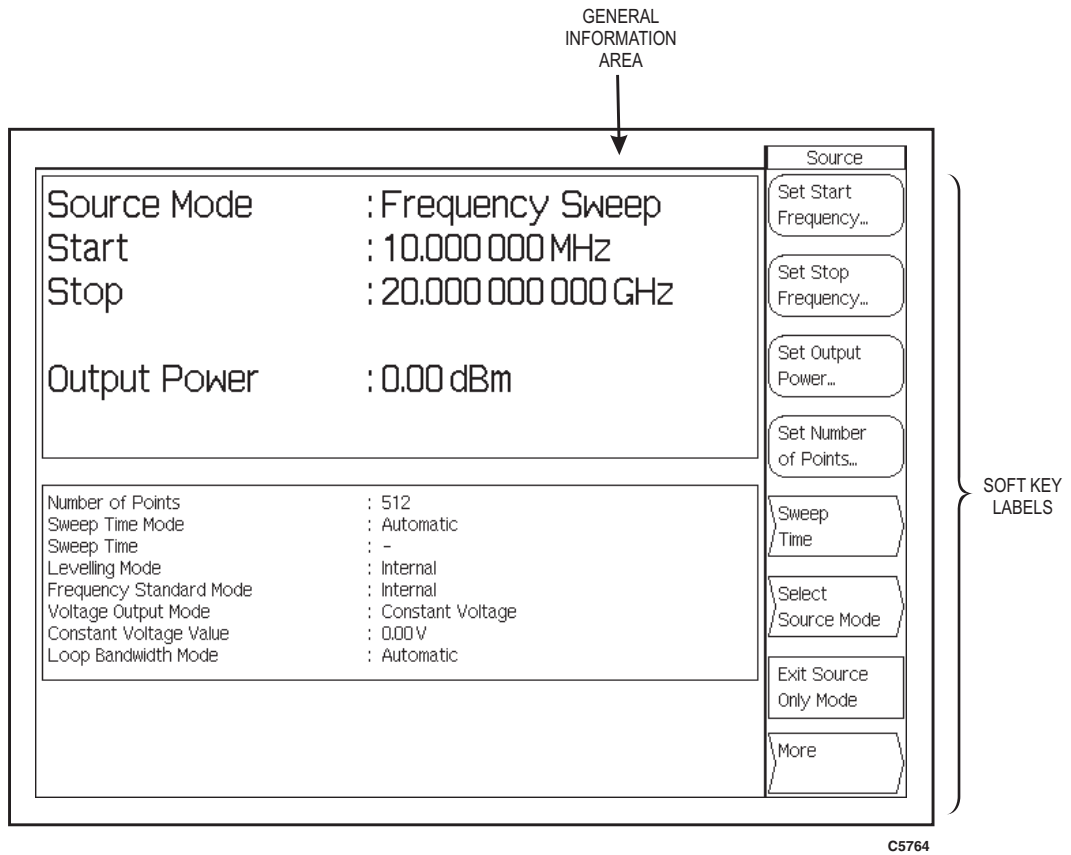 GENERAL
INFORMATION
AREA
Source Mode : Frequency Sweep
Start : 10.000 000 MHz
Stop : 20.000 000 000 GHz
Output Power : 0.00 dBm
Number of Points : 512
Sweep Time Mode : Automatic
Sweep Time : -
Levelling Mode : Internal
Frequency Standard Mode : Internal
Voltage Output Mode : Constant Voltage
Constant Voltage Value : 0.00 V
Loop Bandwidth Mode : Automatic
Source
Set Start
Frequency...
Set Stop
Frequency...
Set Output
Power...
Set Number
of Points...
Sweep
Time
Select
Source Mode
Exit Source
Only Mode
More
SOFT KEY
LABELS
C5764